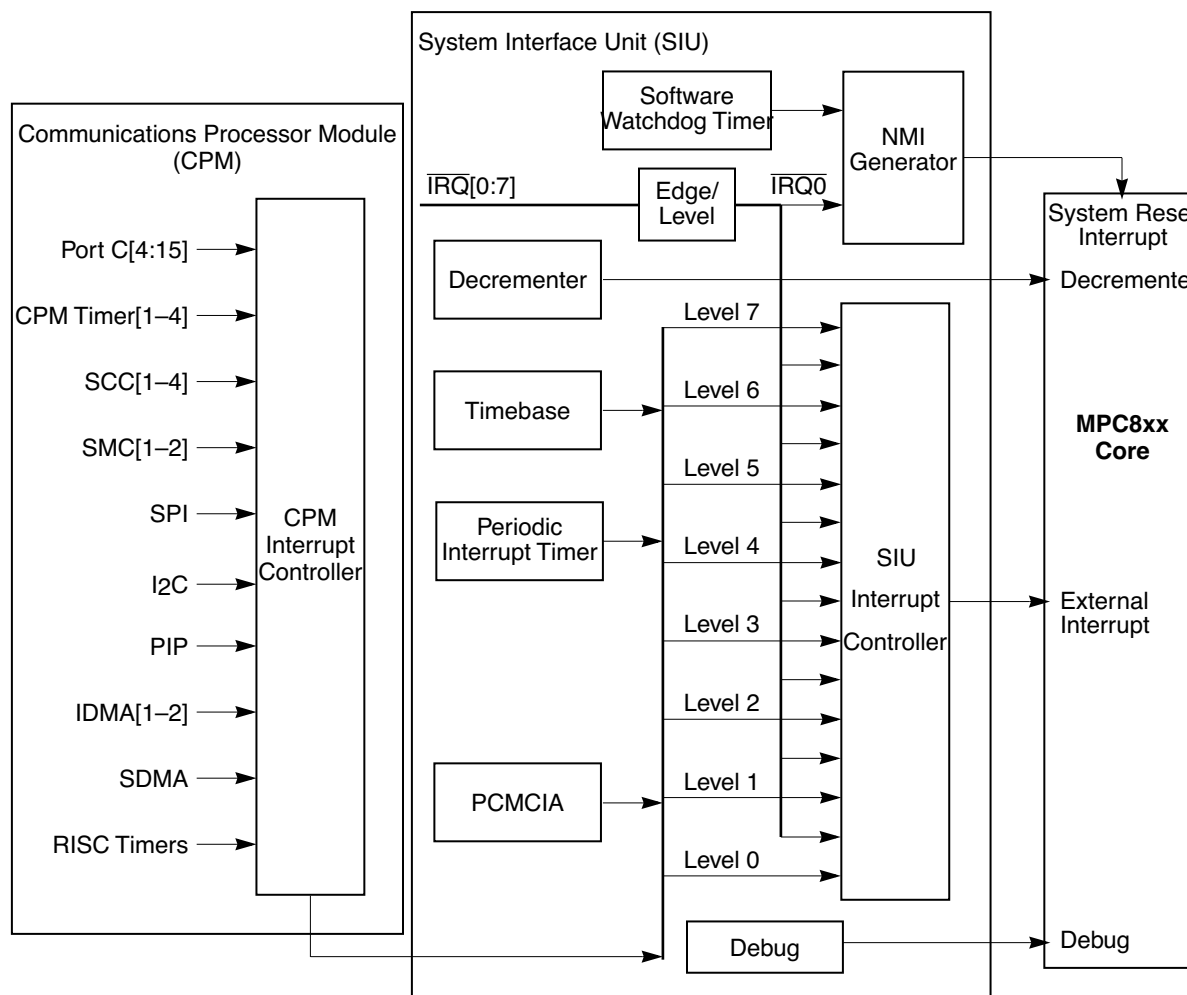 System Interface Unit (SIU)
Software
Watchdog Timer
NMI
Generator
Communications Processor Module
(CPM)
IRQ[0:7]
Edge/
Level
IRQ0
System Rese
Interrupt
Port C[4:15]
Decrementer
Decremente
CPM Timer[1–4]
Level 7
SCC[1–4]
Timebase
Level 6
MPC8xx
Core
SMC[1–2]
Level 5
SPI
CPM
Interrupt
Controller
Periodic
Interrupt Timer
Level 4
SIU
Interrupt
Controller
I2C
External
Interrupt
PIP
Level 3
IDMA[1–2]
Level 2
SDMA
PCMCIA
Level 1
RISC Timers
Level 0
Debug
Debug